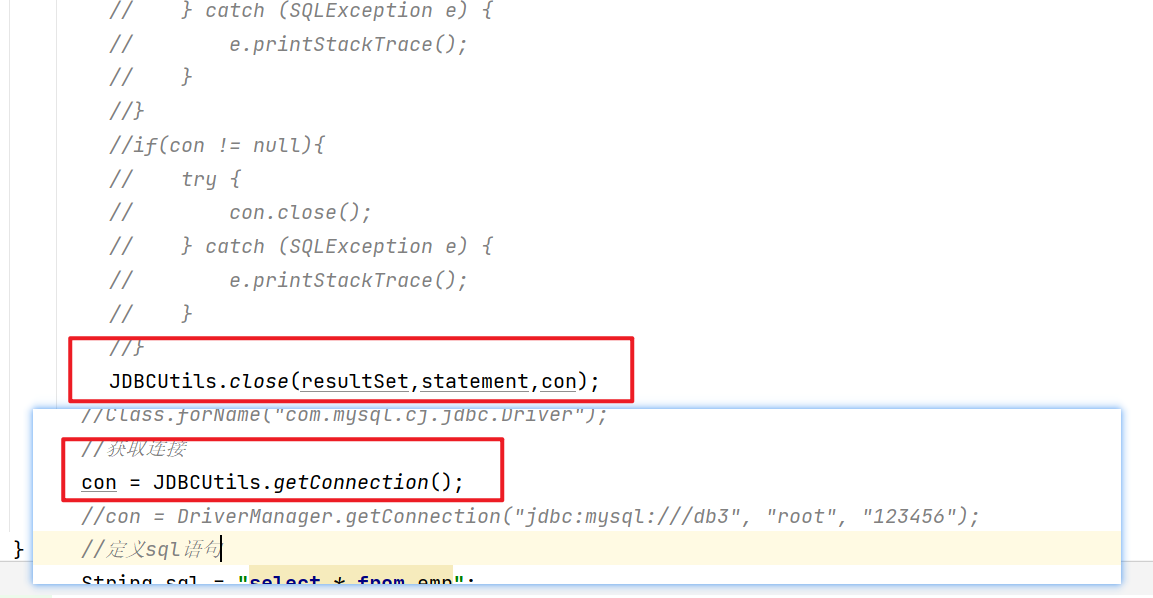 //    } catch (SQLException e) {
//        e.printStackTrace();
//    }
//}
//if(con != null){
//    try {
//        con.close();
//    } catch (SQLException e) {
//        e.printStackTrace();
//    }
//}
JDBCUtils.close(resultSet,statement,con);
//Class.forName("com.mysql.cj.jdbc.Driver");
//获取连接
con = JDBCUtils.getConnection();
//con = DriverManager.getConnection("jdbc:mysql:///db3", "root", "123456");
}
//定义sql语句
String sql = "select * from emp";